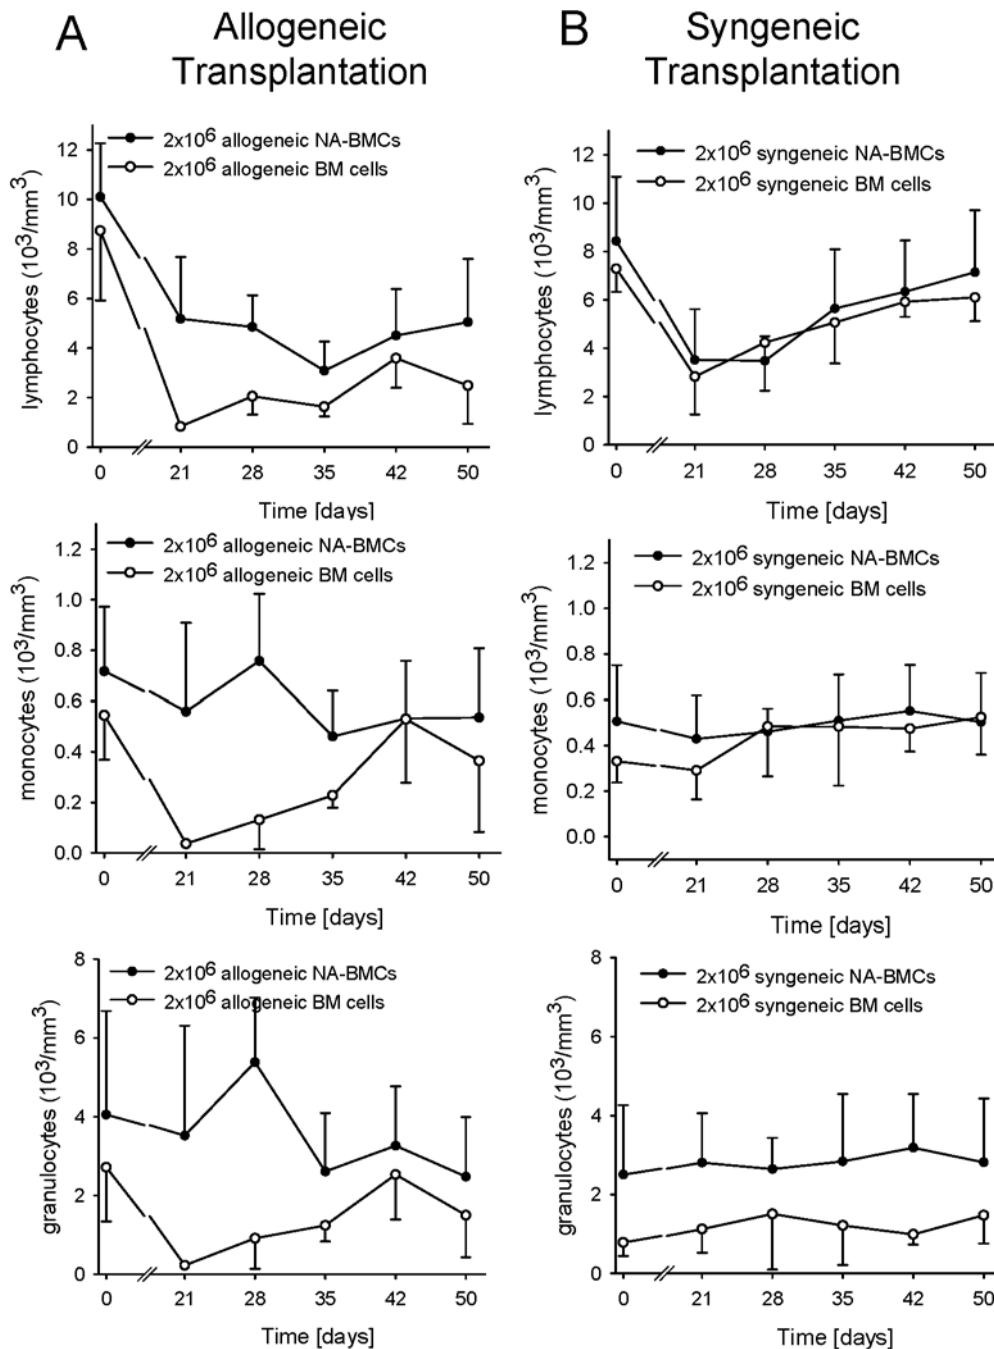 A
Allogeneic
Transplantation
B
Syngeneic
Transplantation
2x10⁶ allogeneic NA-BMCs
2x10⁶ allogeneic BM cells
lymphocytes (10³/mm³)
12
10
8
6
4
2
0
0 21 28 35 42 50
Time [days]
2x10⁶ syngeneic NA-BMCs
2x10⁶ syngeneic BM cells
lymphocytes (10³/mm³)
12
10
8
6
4
2
0
0 21 28 35 42 50
Time [days]
2x10⁶ allogeneic NA-BMCs
2x10⁶ allogeneic BM cells
monocytes (10³/mm³)
1.2
1.0
0.8
0.6
0.4
0.2
0.0
0 21 28 35 42 50
Time [days]
2x10⁶ syngeneic NA-BMCs
2x10⁶ syngeneic BM cells
monocytes (10³/mm³)
1.2
1.0
0.8
0.6
0.4
0.2
0.0
0 21 28 35 42 50
Time [days]
2x10⁶ allogeneic NA-BMCs
2x10⁶ allogeneic BM cells
granulocytes (10³/mm³)
8
6
4
2
0
0 21 28 35 42 50
Time [days]
2x10⁶ syngeneic NA-BMCs
2x10⁶ syngeneic BM cells
granulocytes (10³/mm³)
8
6
4
2
0
0 21 28 35 42 50
Time [days]